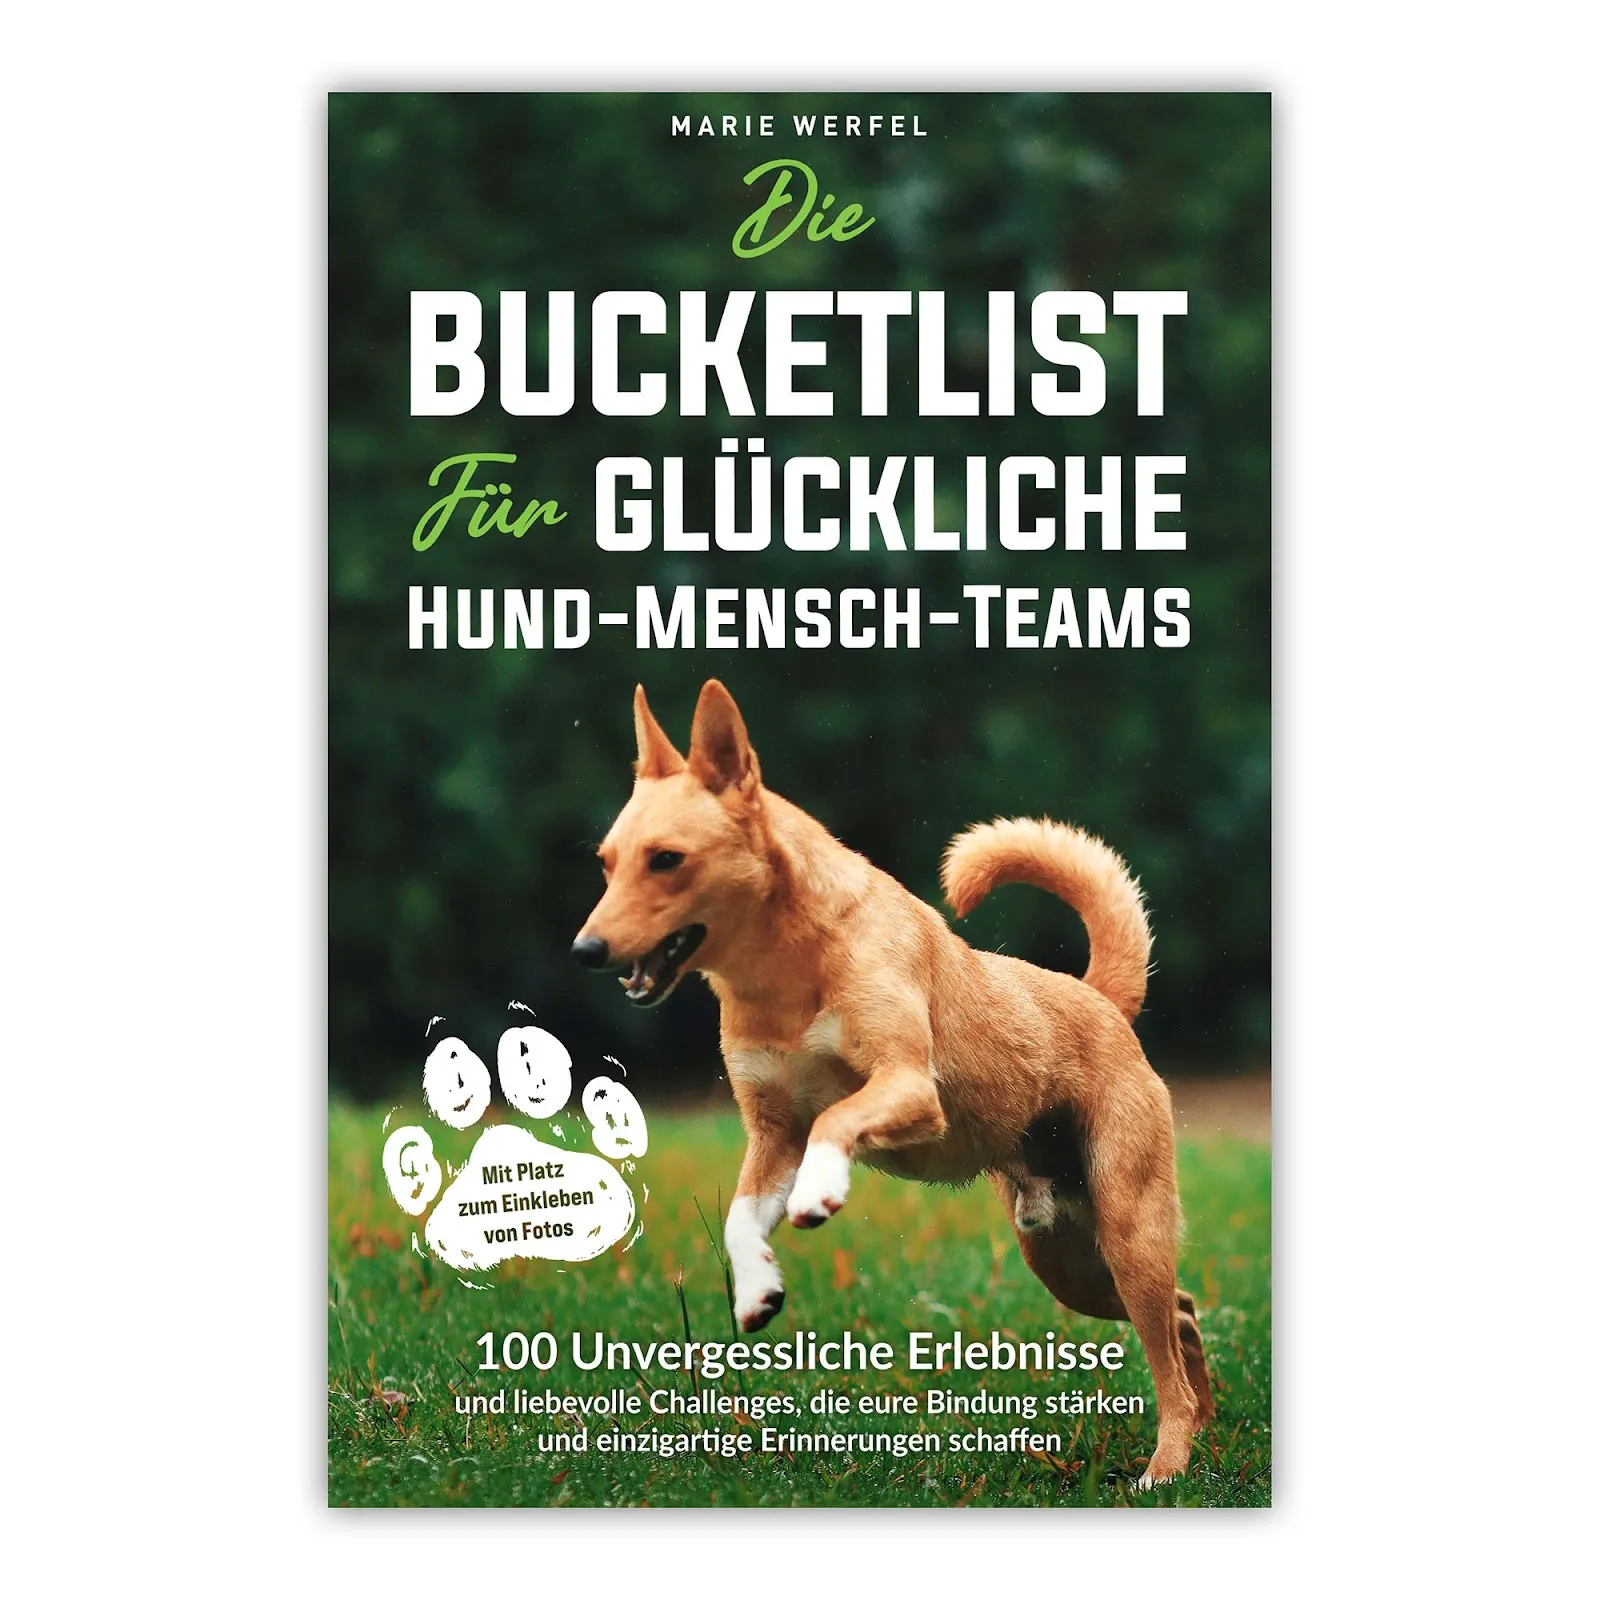 MARIE WERFEL
Die
BUCKETLIST
Für GLÜCKLICHE
HUND-MENSCH-TEAMS
Mit Platz
zum Einkleben
von Fotos
100 Unvergessliche Erlebnisse
und liebevolle Challenges, die eure Bindung stärken
und einzigartige Erinnerungen schaffen